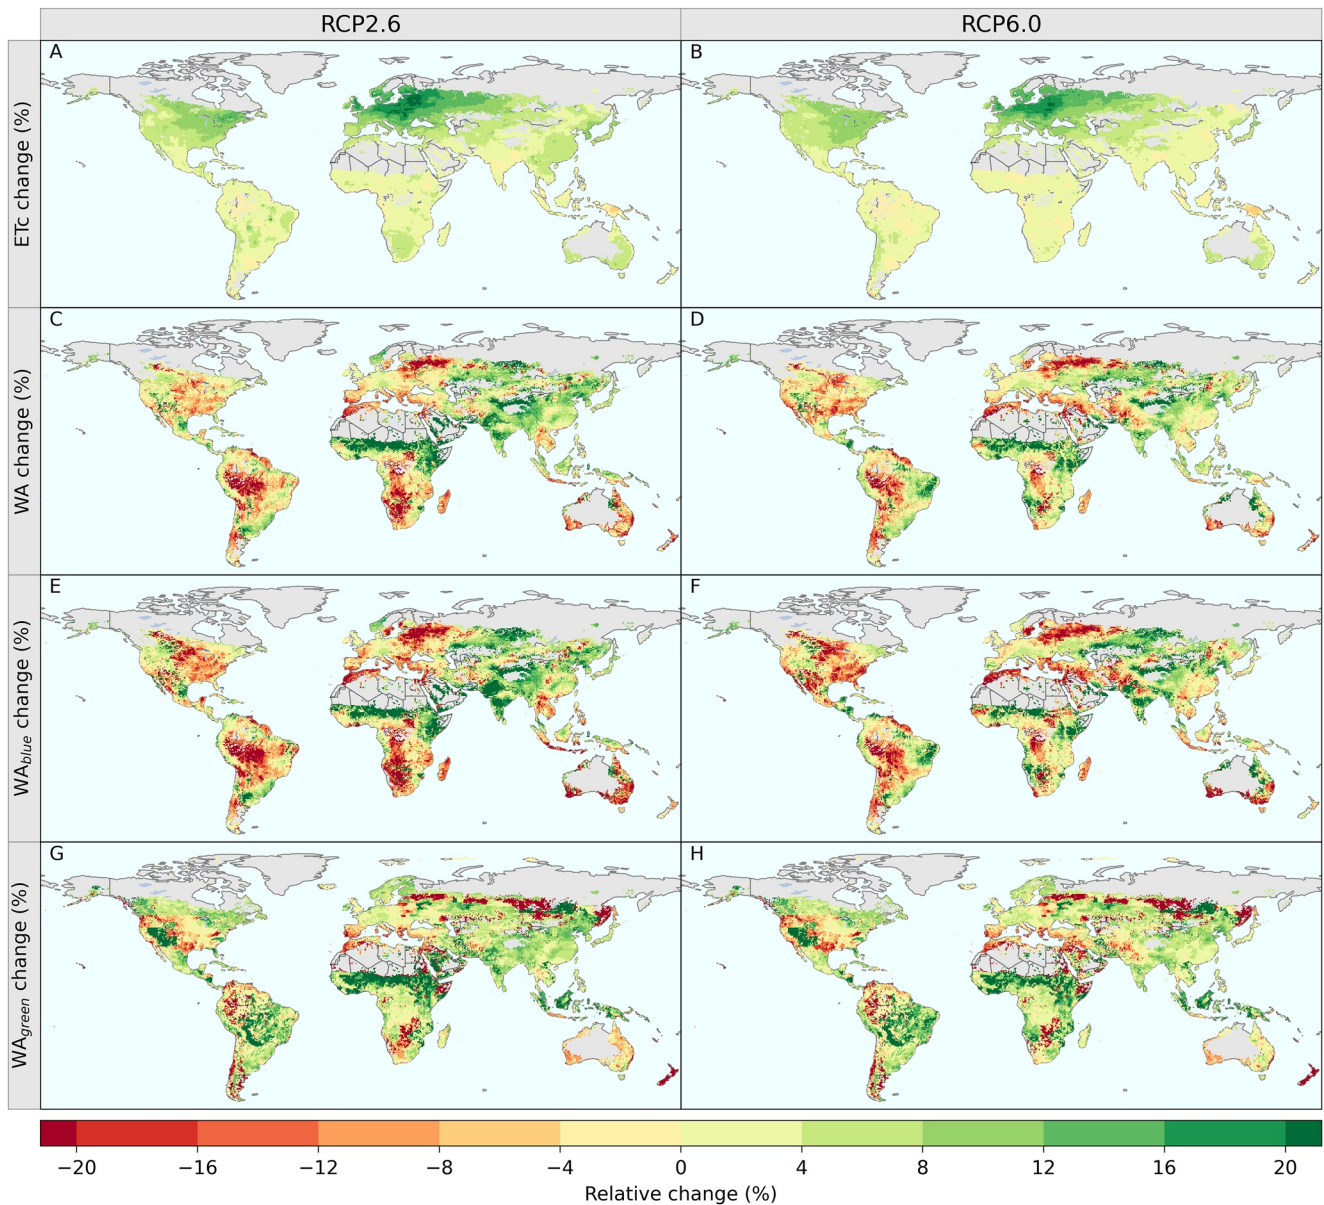 RCP2.6
RCP6.0
ETc change (%)
A
B
WA change (%)
C
D
WAblue change (%)
E
F
WAgreen change (%)
G
H
−20
−16
−12
−8
−4
0
4
8
12
16
20
Relative change (%)